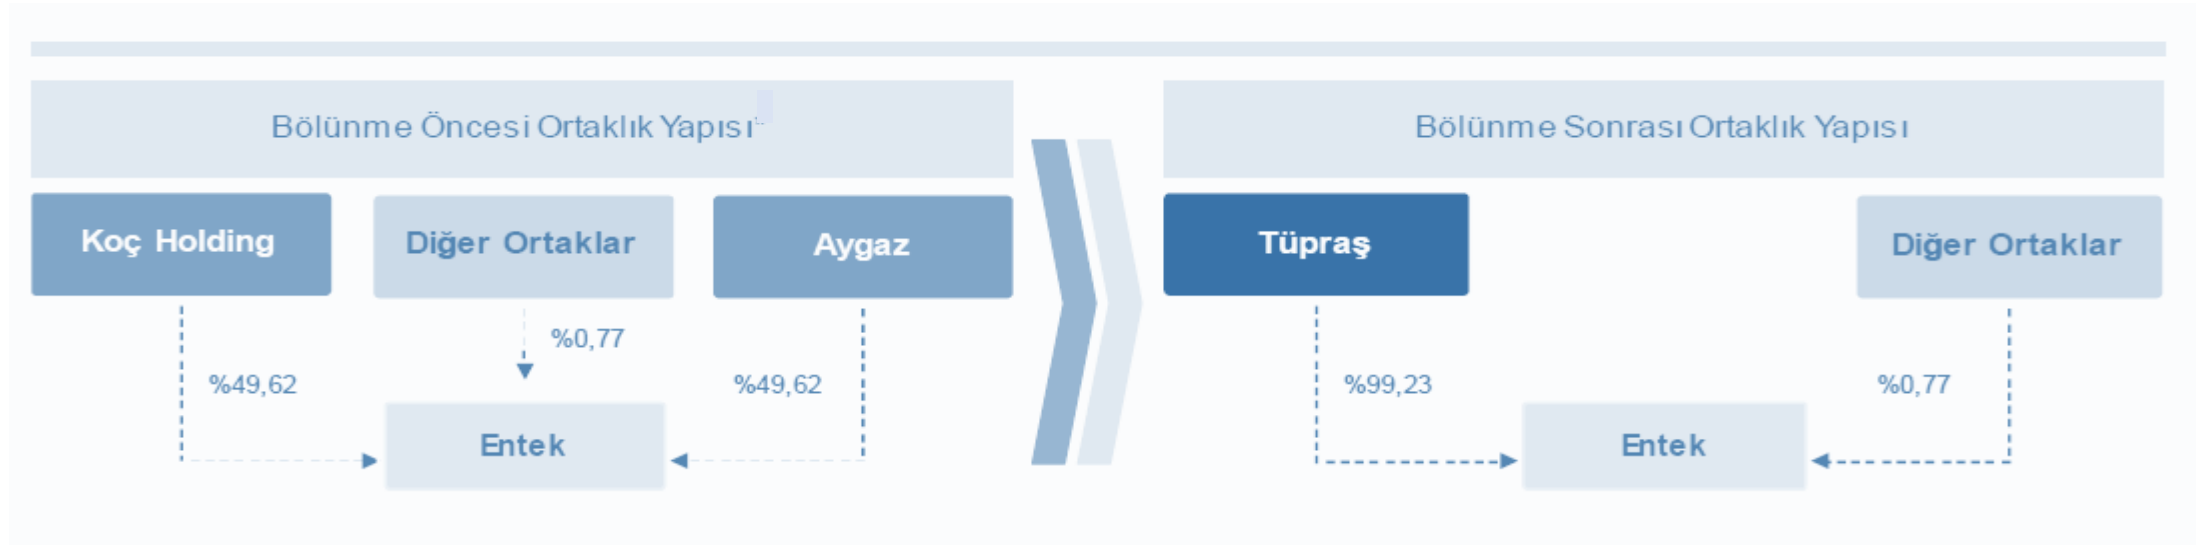 Bölünme Öncesi Ortaklık Yapısı
Koç Holding
Diğer Ortaklar
Aygaz
%0,77
%49,62
%49,62
Entek
Bölünme Sonrası Ortaklık Yapısı
Tüpraş
Diğer Ortaklar
%99,23
%0,77
Entek